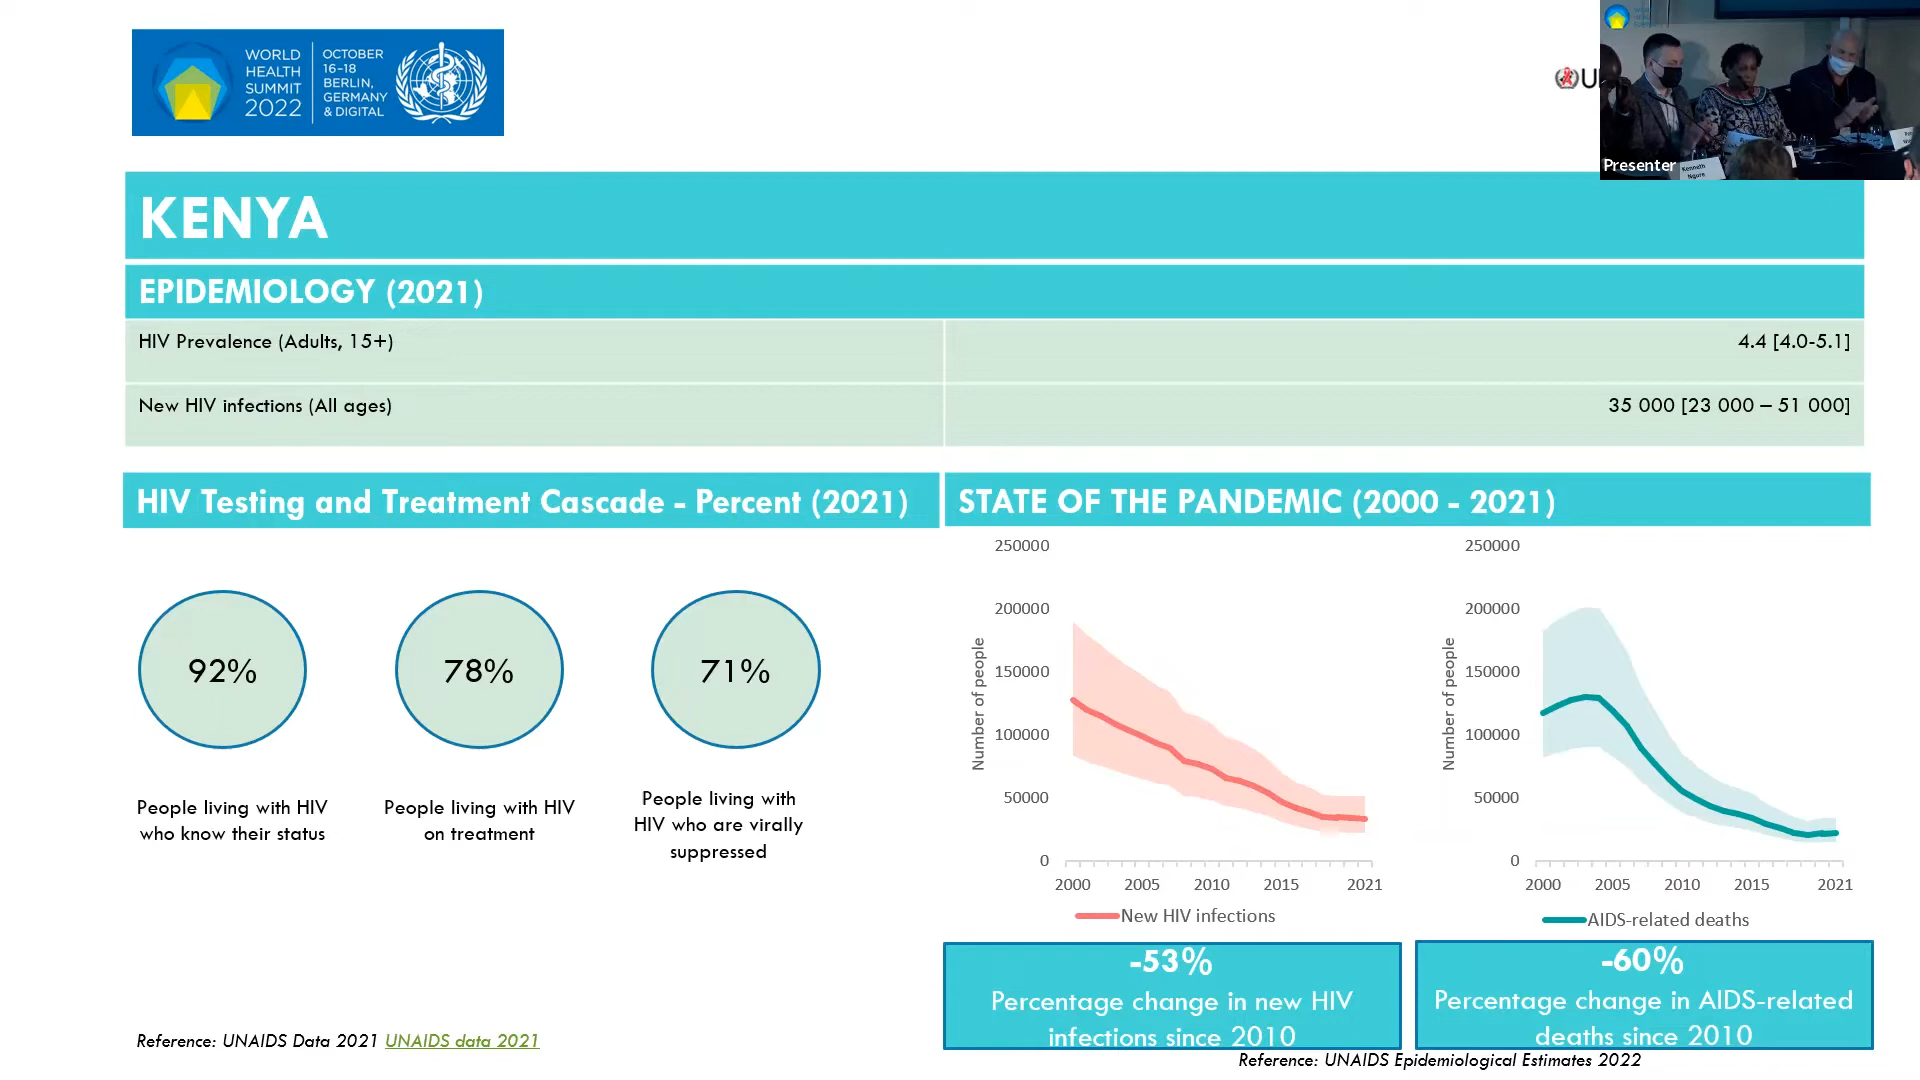 WORLD
HEALTH
SUMMIT
2022
OCTOBER
16-18
BERLIN,
GERMANY
& DIGITAL
Presenter
Kenneth
Ngure
KENYA
EPIDEMIOLOGY (2021)
HIV Prevalence (Adults, 15+) 4.4 [4.0-5.1]
New HIV infections (All ages) 35 000 [23 000 – 51 000]
HIV Testing and Treatment Cascade - Percent (2021)
92% 78% 71%
People living with HIV
who know their status
People living with HIV
on treatment
People living with
HIV who are virally
suppressed
Reference: UNAIDS Data 2021 UNAIDS data 2021
STATE OF THE PANDEMIC (2000 - 2021)
250000
200000
150000
100000
50000
0
Number of people
2000 2005 2010 2015 2021
New HIV infections
250000
200000
150000
100000
50000
0
Number of people
2000 2005 2010 2015 2021
AIDS-related deaths
-53%
Percentage change in new HIV
infections since 2010
-60%
Percentage change in AIDS-related
deaths since 2010
Reference: UNAIDS Epidemiological Estimates 2022